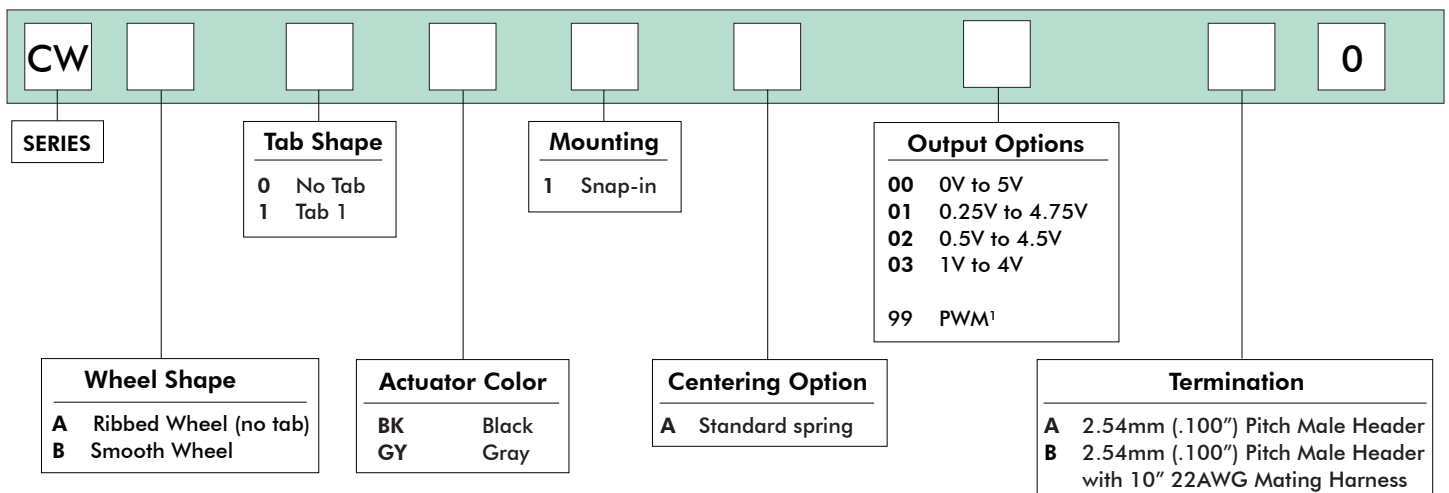 CW 0
SERIES
Tab Shape
0 No Tab
1 Tab 1
Mounting
1 Snap-in
Output Options
00 0V to 5V
01 0.25V to 4.75V
02 0.5V to 4.5V
03 1V to 4V
99 PWM¹
Wheel Shape
A Ribbed Wheel (no tab)
B Smooth Wheel
Actuator Color
BK Black
GY Gray
Centering Option
A Standard spring
Termination
A 2.54mm (.100”) Pitch Male Header
B 2.54mm (.100”) Pitch Male Header
with 10” 22AWG Mating Harness